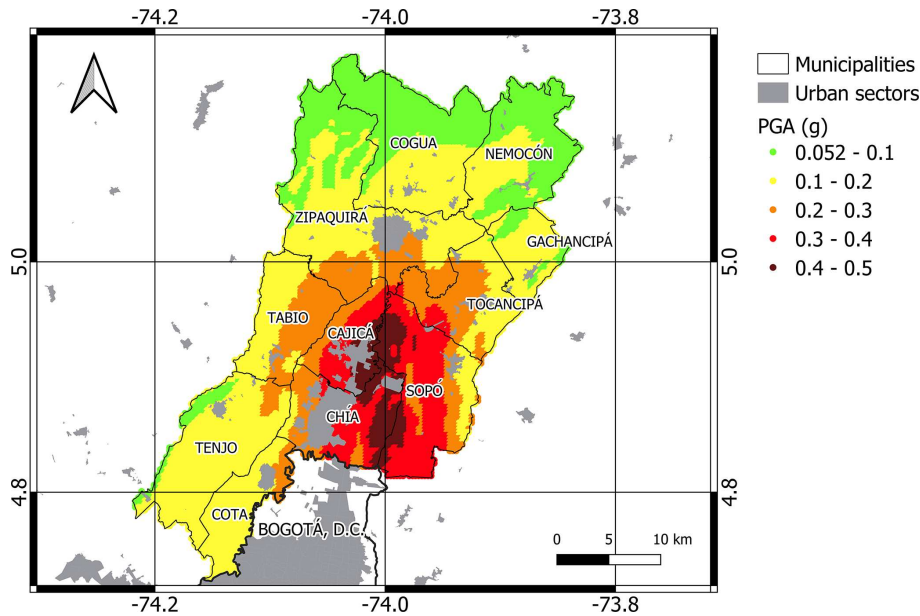 -74.2
-74.0
-73.8
Municipalities
Urban sectors
PGA (g)
0.052 - 0.1
0.1 - 0.2
0.2 - 0.3
0.3 - 0.4
0.4 - 0.5
COGUA
NEMOCÓN
ZIPAQUIRÁ
GACHANCIPÁ
5.0
5.0
TOCANCIPÁ
TABIO
CAJICÁ
SOPÓ
CHÍA
TENJO
4.8
4.8
COTA
BOGOTÁ, D.C.
0 5 10 km
-74.2
-74.0
-73.8